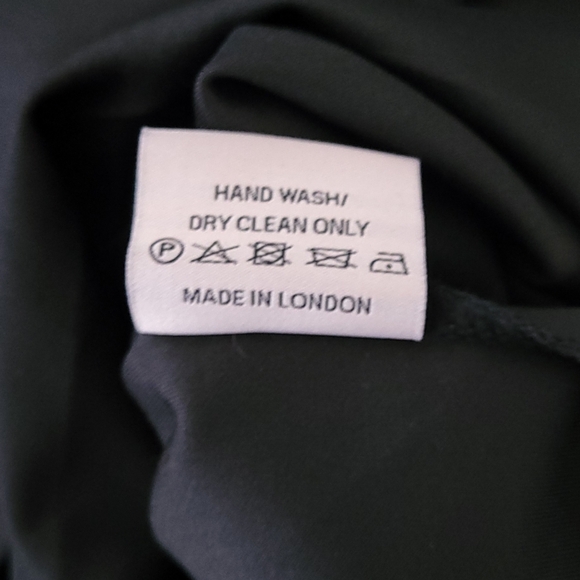 HAND WASH/
DRY CLEAN ONLY
P
MADE IN LONDON